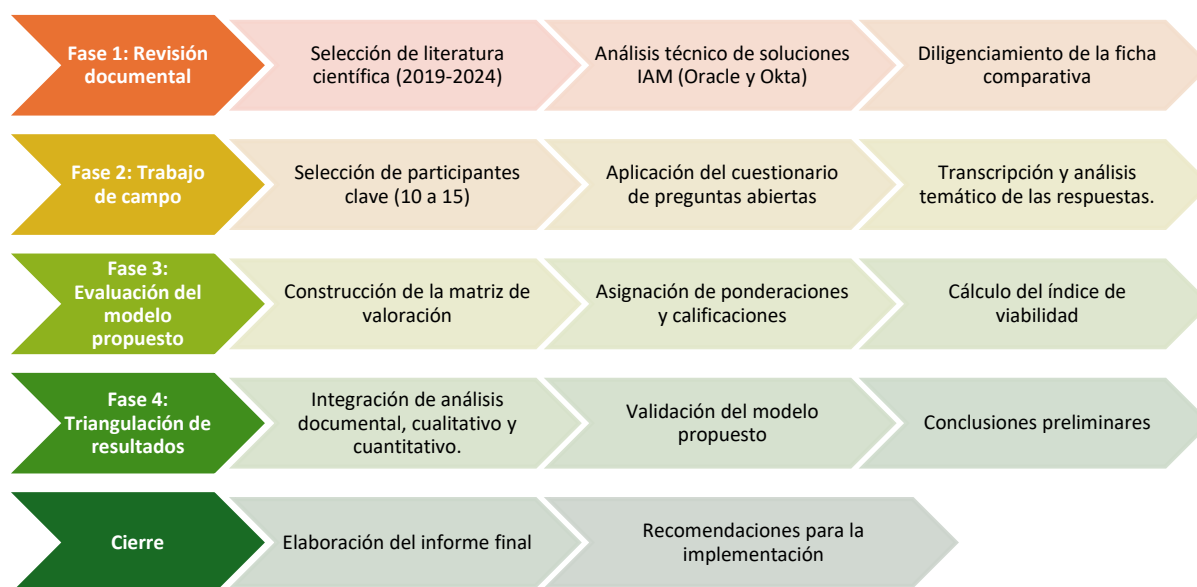 Fase 1: Revisión
documental
Selección de literatura
científica (2019-2024)
Análisis técnico de soluciones
IAM (Oracle y Okta)
Diligenciamiento de la ficha
comparativa
Fase 2: Trabajo
de campo
Selección de participantes
clave (10 a 15)
Aplicación del cuestionario
de preguntas abiertas
Transcripción y análisis
temático de las respuestas.
Fase 3:
Evaluación del
modelo
propuesto
Construcción de la matriz de
valoración
Asignación de ponderaciones
y calificaciones
Cálculo del índice de
viabilidad
Fase 4:
Triangulación de
resultados
Integración de análisis
documental, cualitativo y
cuantitativo.
Validación del modelo
propuesto
Conclusiones preliminares
Cierre
Elaboración del informe final
Recomendaciones para la
implementación